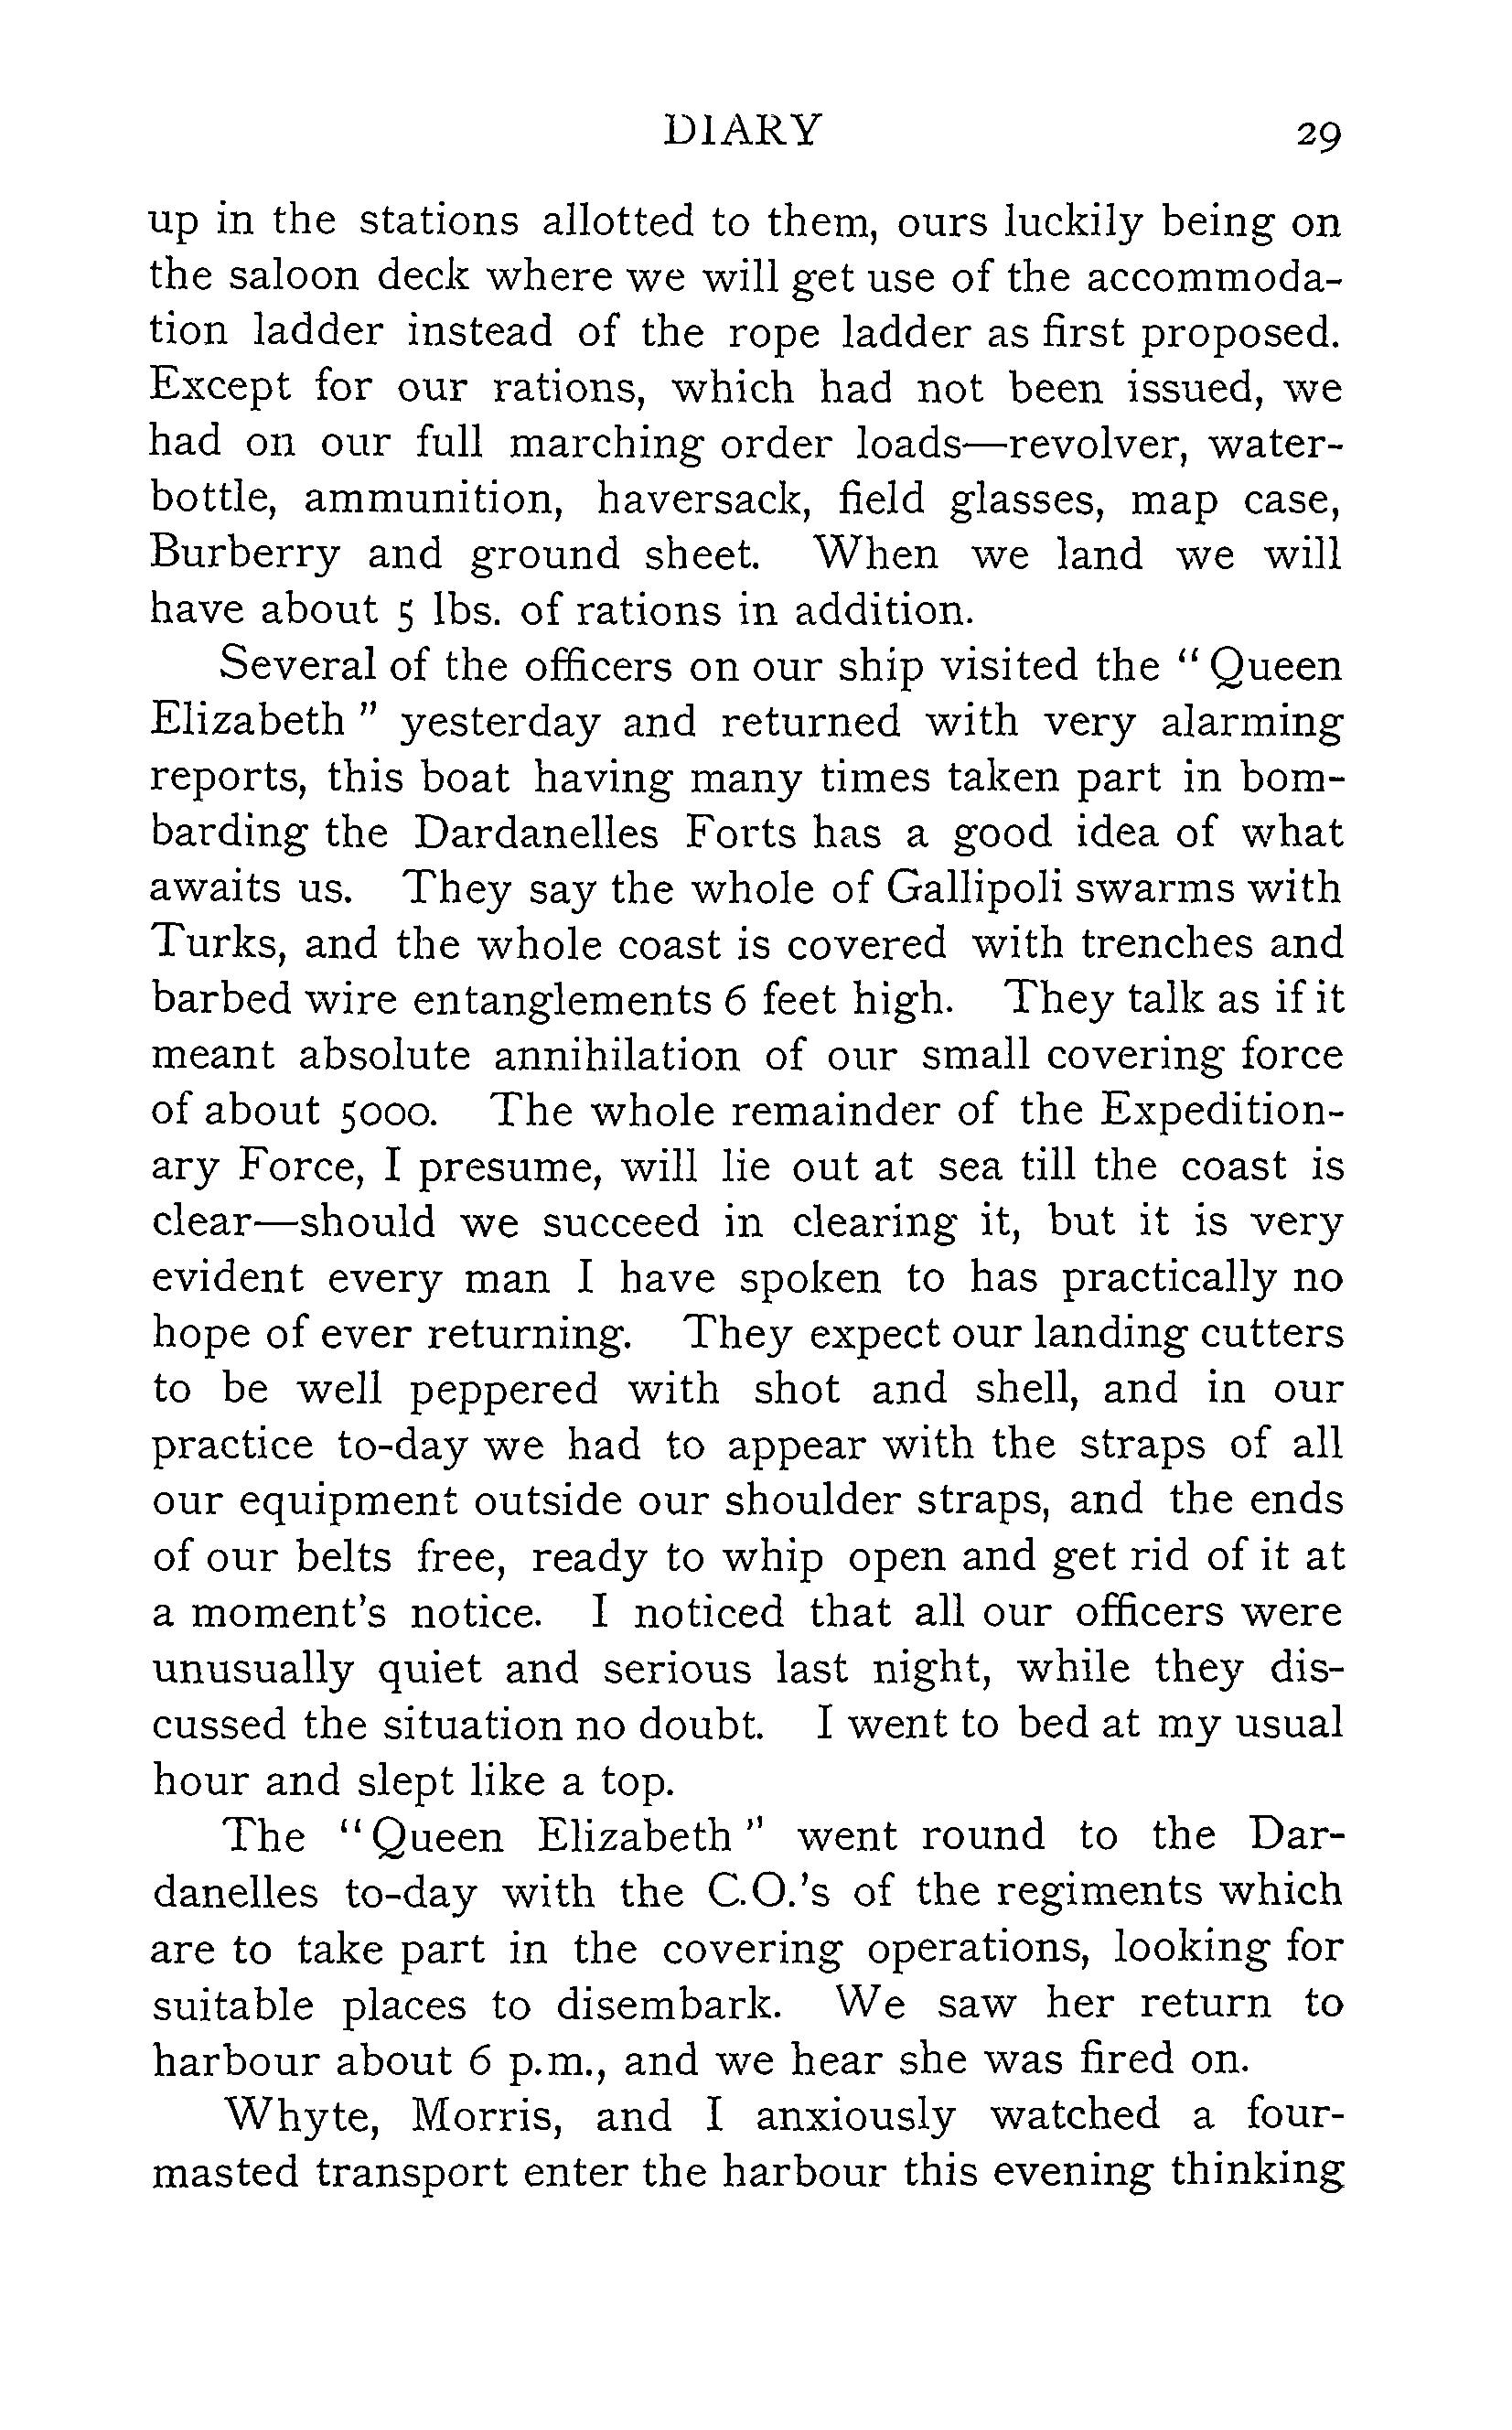 DIARY 29
up in the stations allotted to them, ours luckily being on
the saloon deck where we will get use of the accommoda-
tion ladder instead of the rope ladder as first proposed.
Except for our rations, which had not been issued, we
had on our full marching order loads—revolver, water-
bottle, ammunition, haversack, field glasses, map case,
Burberry and ground sheet. When we land we will
have about 5 lbs. of rations in addition.
Several of the officers on our ship visited the “Queen
Elizabeth” yesterday and returned with very alarming
reports, this boat having many times taken part in bom-
barding the Dardanelles Forts has a good idea of what
awaits us. They say the whole of Gallipoli swarms with
Turks, and the whole coast is covered with trenches and
barbed wire entanglements 6 feet high. They talk as if it
meant absolute annihilation of our small covering force
of about 5000. The whole remainder of the Expedition-
ary Force, I presume, will lie out at sea till the coast is
clear—should we succeed in clearing it, but it is very
evident every man I have spoken to has practically no
hope of ever returning. They expect our landing cutters
to be well peppered with shot and shell, and in our
practice to-day we had to appear with the straps of all
our equipment outside our shoulder straps, and the ends
of our belts free, ready to whip open and get rid of it at
a moment's notice. I noticed that all our officers were
unusually quiet and serious last night, while they dis-
cussed the situation no doubt. I went to bed at my usual
hour and slept like a top.
The “Queen Elizabeth” went round to the Dar-
danelles to-day with the C.O.'s of the regiments which
are to take part in the covering operations, looking for
suitable places to disembark. We saw her return to
harbour about 6 p.m., and we hear she was fired on.
Whyte, Morris, and I anxiously watched a four-
masted transport enter the harbour this evening thinking